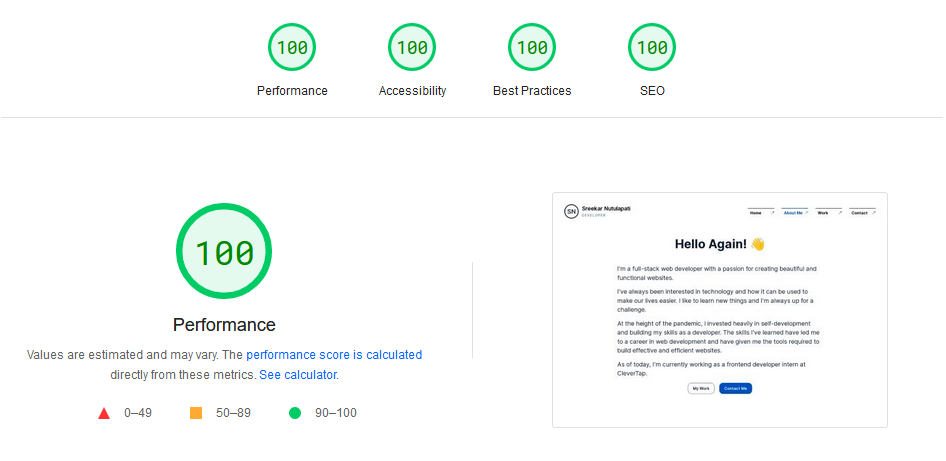 100 100 100 100
Performance Accessibility Best Practices SEO
100
Performance
Values are estimated and may vary. The performance score is calculated
directly from these metrics. See calculator.
0–49 50–89 90–100
SN Sreekar Nutulapati
DEVELOPER
Home About Me Work Contact
Hello Again! 👋
I'm a full-stack web developer with a passion for creating beautiful and
functional websites.
I've always been interested in technology and how it can be used to
make our lives easier. I like to learn new things and I'm always up for a
challenge.
At the height of the pandemic, I invested heavily in self-development
and building my skills as a developer. The skills I've learned have led me
to a career in web development and have given me the tools required to
build effective and efficient websites.
As of today, I'm currently working as a frontend developer intern at
CleverTap.
My Work Contact Me